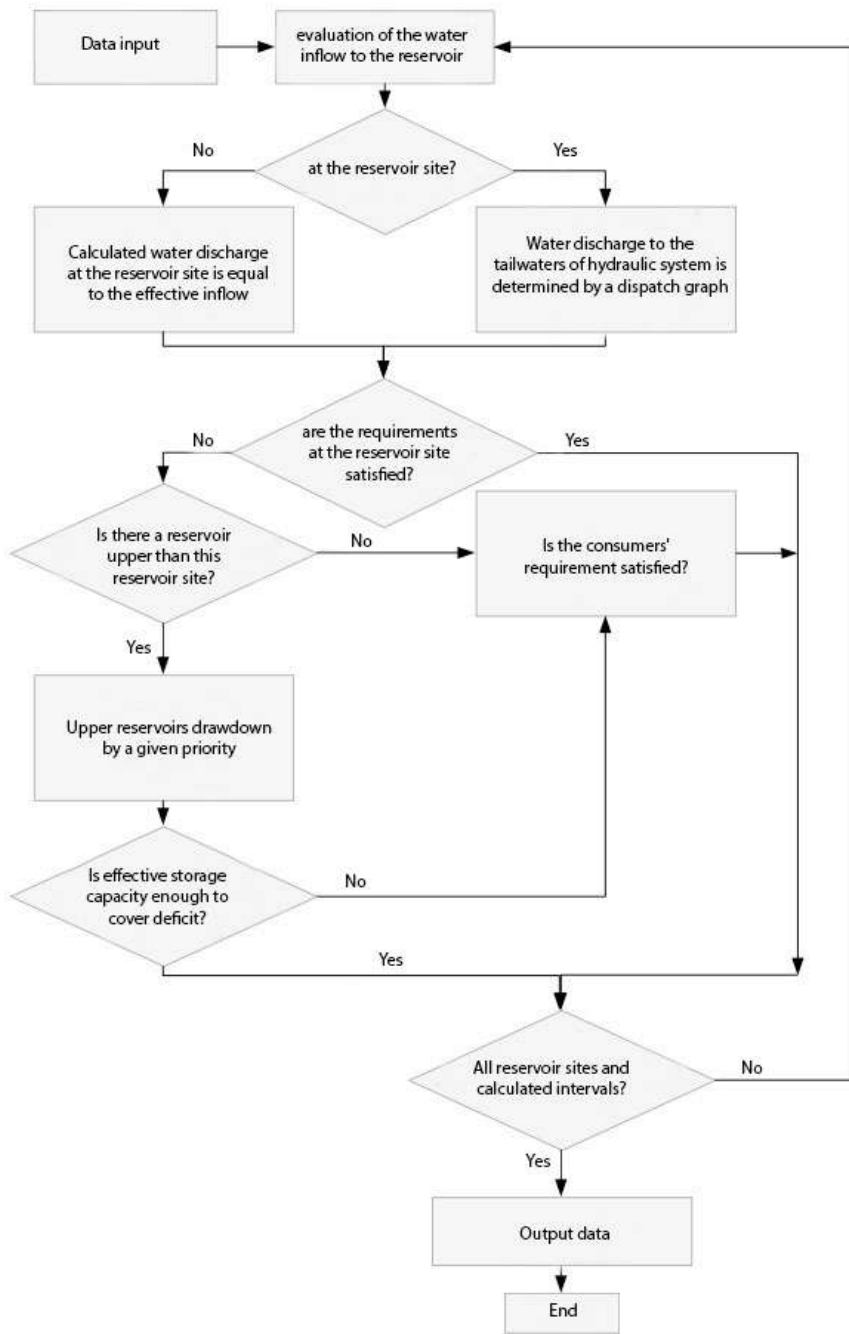 Data input
evaluation of the water
inflow to the reservoir
No
at the reservoir site?
Yes
Calculated water discharge
at the reservoir site is equal
to the effective inflow
Water discharge to the
tailwaters of hydraulic system is
determined by a dispatch graph
No
are the requirements
at the reservoir site
satisfied?
Yes
Is there a reservoir
upper than this
reservoir site?
No
Is the consumers'
requirement satisfied?
Yes
Upper reservoirs drawdown
by a given priority
Is effective storage
capacity enough to
cover deficit?
No
Yes
All reservoir sites and
calculated intervals?
No
Yes
Output data
End